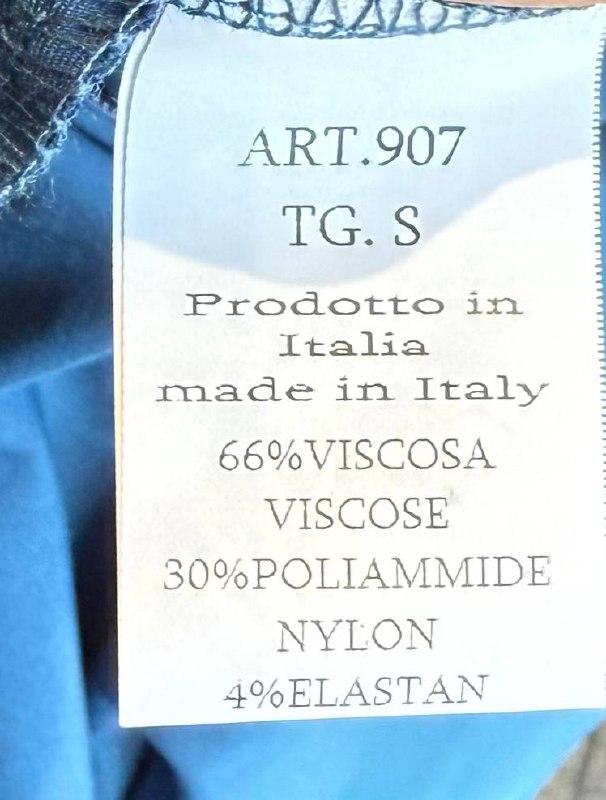 ART.907
TG. S
Prodotto in
Italia
made in Italy
66%VISCOSA
VISCOSE
30%POLIAMMIDE
NYLON
4%ELASTAN